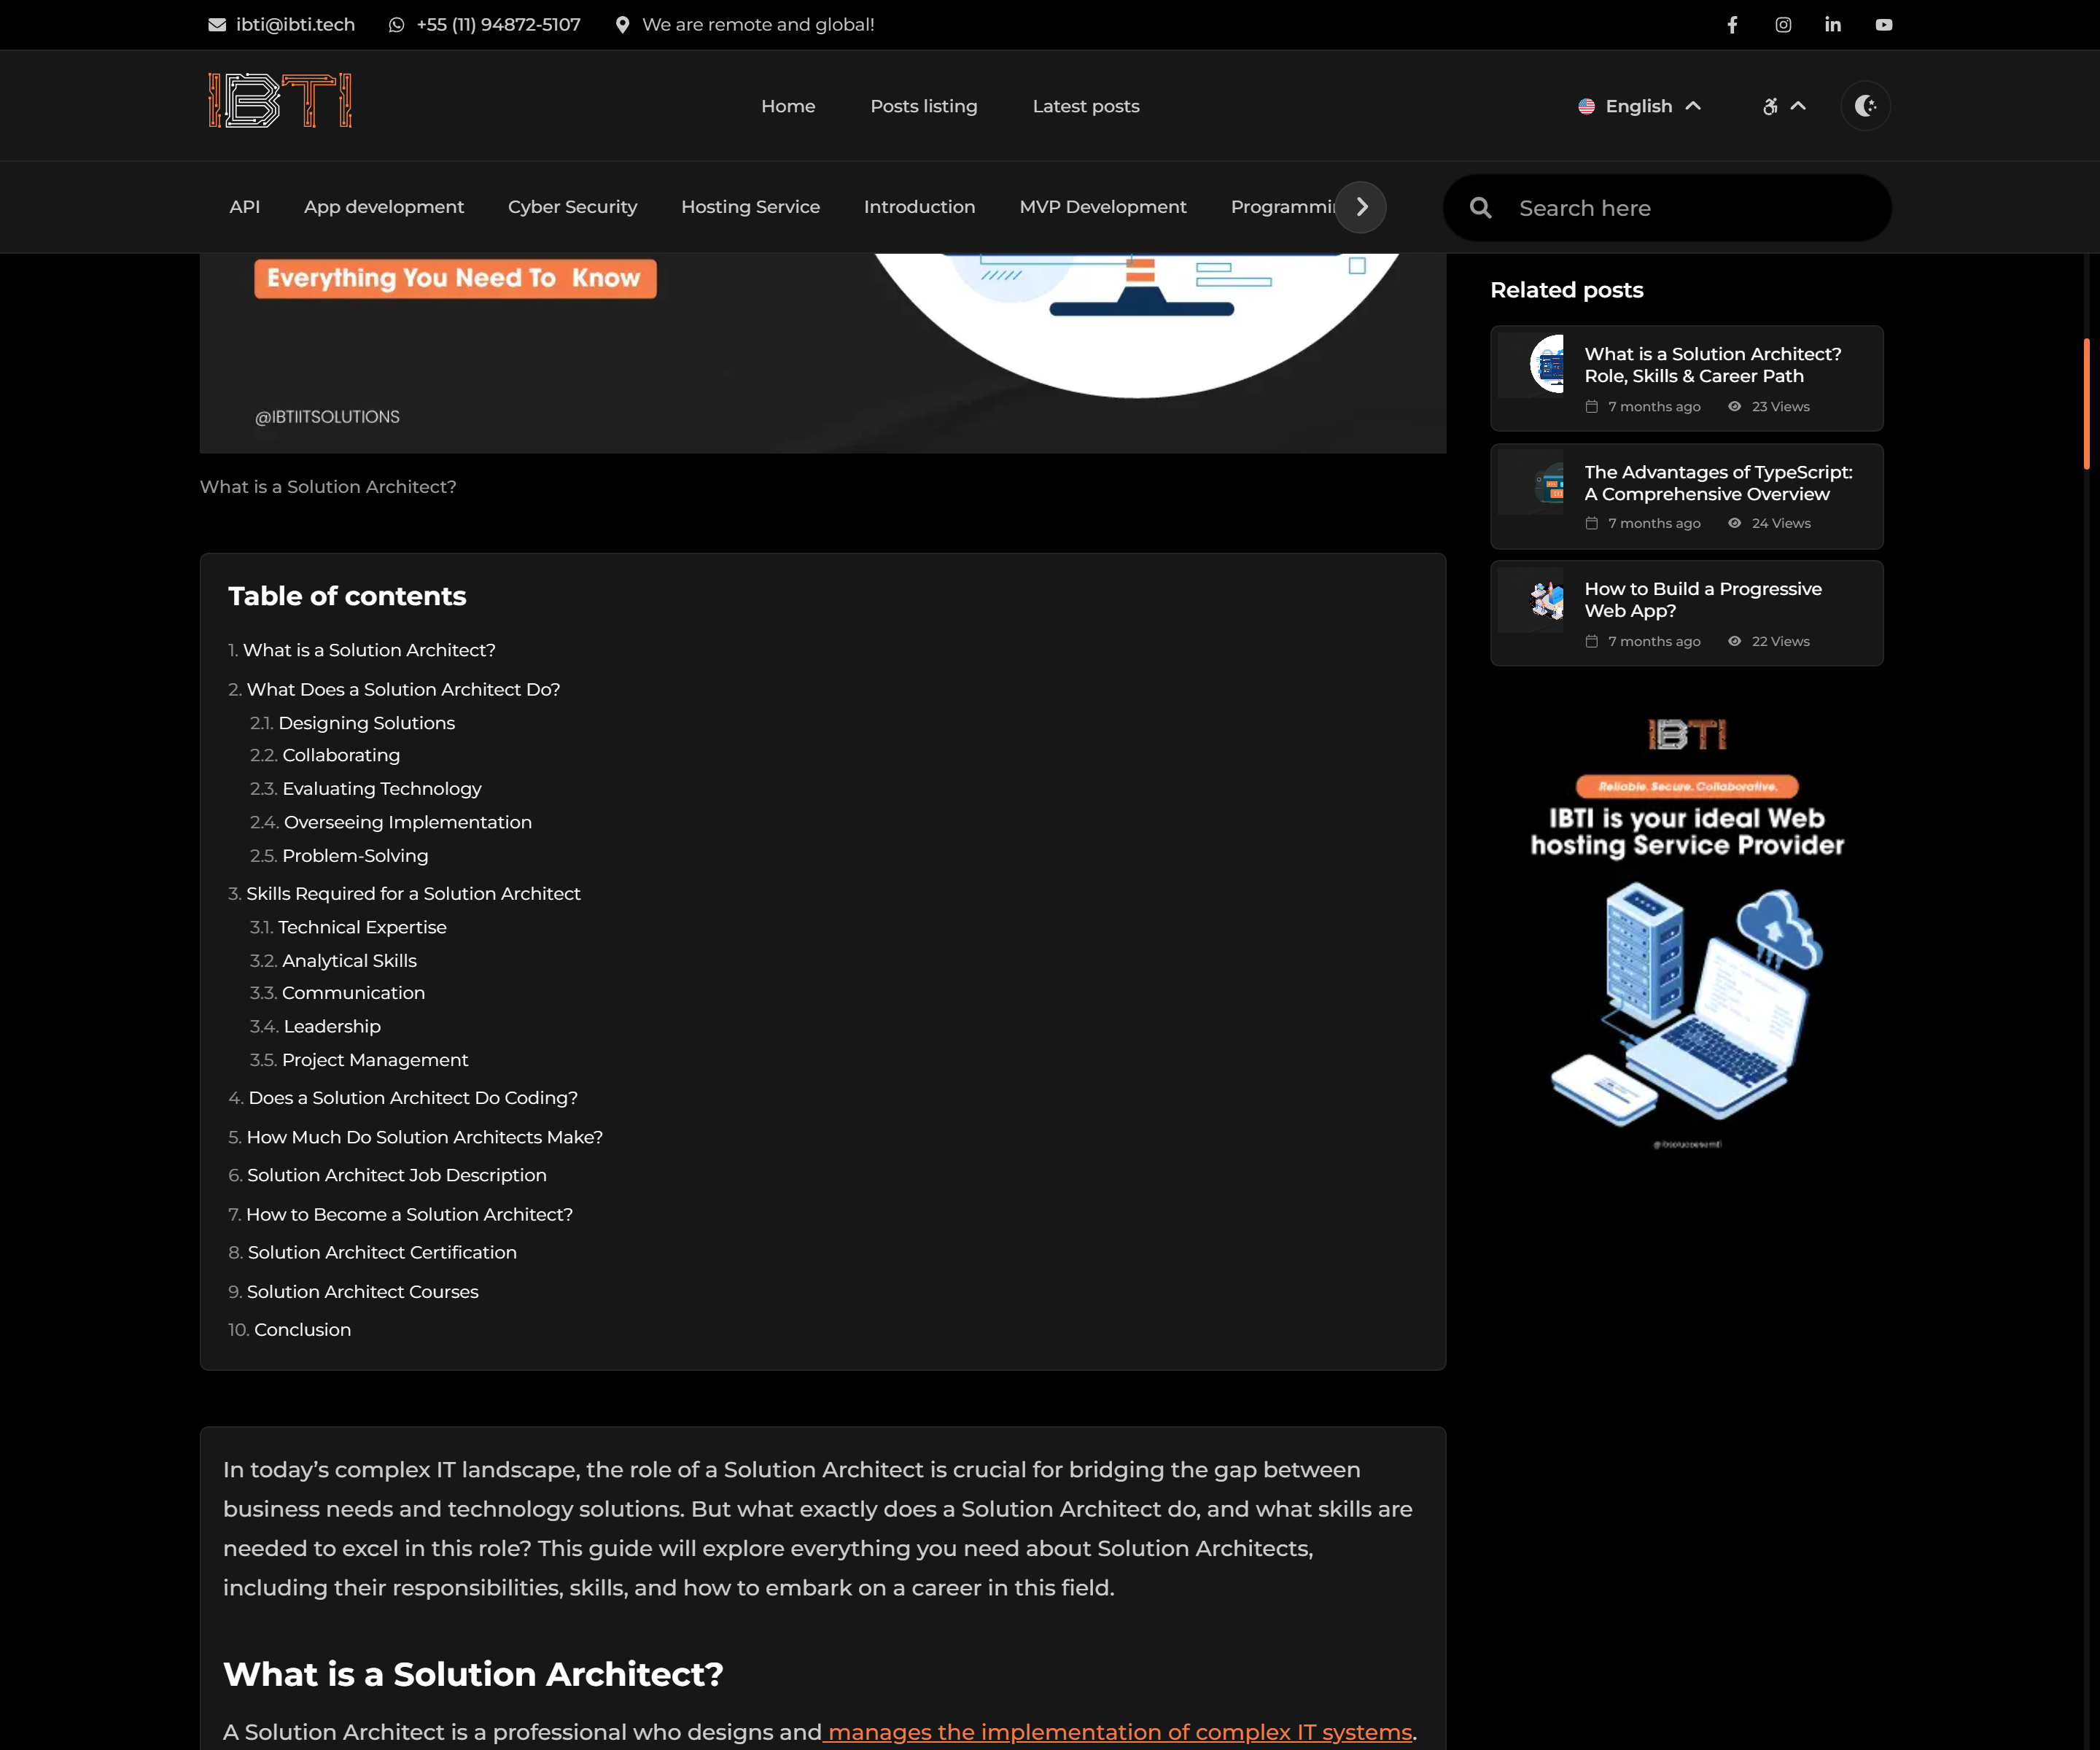 ibti@ibti.tech
+55 (11) 94872-5107
We are remote and global!
IBTI
Home
Posts listing
Latest posts
English
API
App development
Cyber Security
Hosting Service
Introduction
MVP Development
Search here
Everything You Need To Know
@IBTIITSOLUTIONS
What is a Solution Architect?
Table of contents
1. What is a Solution Architect?
2. What Does a Solution Architect Do?
2.1. Designing Solutions
2.2. Collaborating
2.3. Evaluating Technology
2.4. Overseeing Implementation
2.5. Problem-Solving
3. Skills Required for a Solution Architect
3.1. Technical Expertise
3.2. Analytical Skills
3.3. Communication
3.4. Leadership
3.5. Project Management
4. Does a Solution Architect Do Coding?
5. How Much Do Solution Architects Make?
6. Solution Architect Job Description
7. How to Become a Solution Architect?
8. Solution Architect Certification
9. Solution Architect Courses
10. Conclusion
In today’s complex IT landscape, the role of a Solution Architect is crucial for bridging the gap between
business needs and technology solutions. But what exactly does a Solution Architect do, and what skills are
needed to excel in this role? This guide will explore everything you need about Solution Architects,
including their responsibilities, skills, and how to embark on a career in this field.
What is a Solution Architect?
A Solution Architect is a professional who designs and manages the implementation of complex IT systems.
Related posts
What is a Solution Architect?
Role, Skills & Career Path
7 months ago
23 Views
The Advantages of TypeScript:
A Comprehensive Overview
7 months ago
24 Views
How to Build a Progressive
Web App?
7 months ago
22 Views
IBTI
Reliable. Secure. Collaborative.
IBTI is your ideal Web
hosting Service Provider